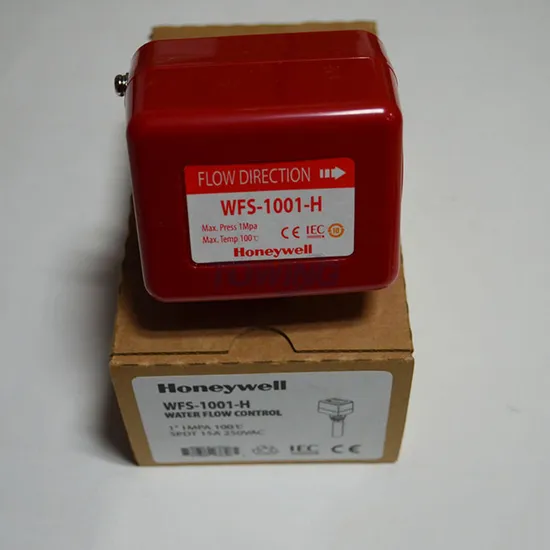 FLOW DIRECTION
WFS-1001-H
Max. Press 1Mpa
Max. Temp 100℃
CE IEC
Honeywell
Honeywell
WFS-1001-H
WATER FLOW CONTROL
1" 1MPA 100℃
SPDT 15A 250VAC
IEC CE